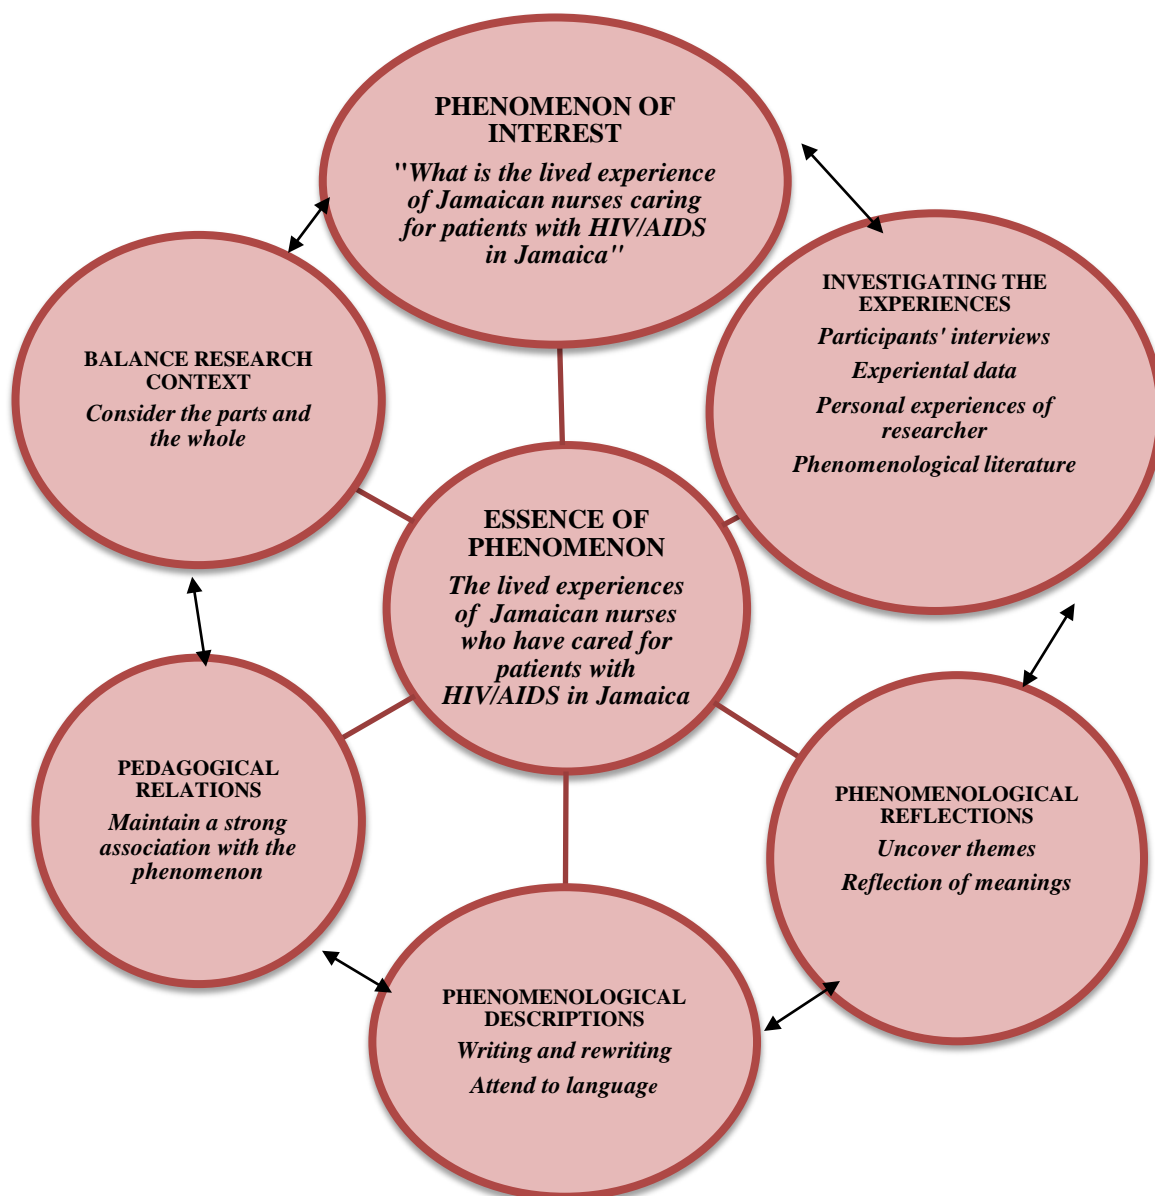 PHENOMENON OF
INTEREST
"What is the lived experience
of Jamaican nurses caring
for patients with HIV/AIDS
in Jamaica"
INVESTIGATING THE
EXPERIENCES
Participants' interviews
Experiental data
Personal experiences of
researcher
Phenomenological literature
BALANCE RESEARCH
CONTEXT
Consider the parts and
the whole
ESSENCE OF
PHENOMENON
The lived experiences
of Jamaican nurses
who have cared for
patients with
HIV/AIDS in Jamaica
PEDAGOGICAL
RELATIONS
Maintain a strong
association with the
phenomenon
PHENOMENOLOGICAL
REFLECTIONS
Uncover themes
Reflection of meanings
PHENOMENOLOGICAL
DESCRIPTIONS
Writing and rewriting
Attend to language